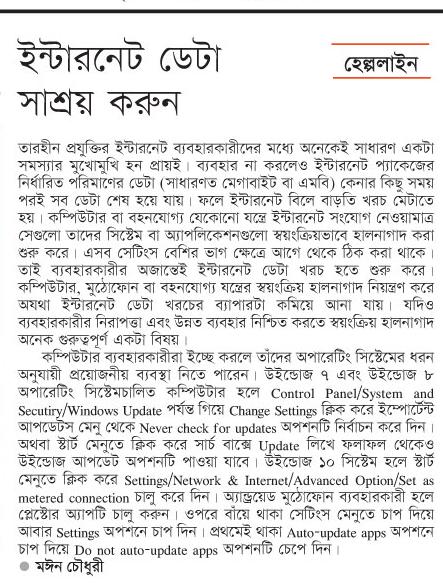 ইন্টারনেট ডেটা
সাশ্রয় করুন
হেল্পলাইন
তারহীন প্রযুক্তির ইন্টারনেট ব্যবহারকারীদের মধ্যে অনেকেই সাধারণ একটা
সমস্যার মুখোমুখি হন প্রায়ই। ব্যবহার না করলেও ইন্টারনেট প্যাকেজের
নির্ধারিত পরিমাণের ডেটা (সাধারণত মেগাবাইট বা এমবি) কেনার কিছু সময়
পরই সব ডেটা শেষ হয়ে যায়। ফলে ইন্টারনেট বিলে বাড়তি খরচ মেটাতে
হয়। কম্পিউটার বা বহনযোগ্য যেকোনো যন্ত্রে ইন্টারনেট সংযোগ নেওয়ামাত্র
সেগুলো তাদের সিস্টেম বা অ্যাপলিকেশনগুলো স্বয়ংক্রিয়ভাবে হালনাগাদ করা
শুরু করে। এসব সেটিংস বেশির ভাগ ক্ষেত্রে আগে থেকে ঠিক করা থাকে।
তাই ব্যবহারকারীর অজান্তেই ইন্টারনেট ডেটা খরচ হতে শুরু করে।
কম্পিউটার, মুঠোফোন বা বহনযোগ্য যন্ত্রের স্বয়ংক্রিয় হালনাগাদ নিয়ন্ত্রণ করে
অযথা ইন্টারনেট ডেটা খরচের ব্যাপারটা কমিয়ে আনা যায়। যদিও
ব্যবহারকারীর নিরাপত্তা এবং উন্নত ব্যবহার নিশ্চিত করতে স্বয়ংক্রিয় হালনাগাদ
অনেক গুরুত্বপূর্ণ একটা বিষয়।
কম্পিউটার ব্যবহারকারীরা ইচ্ছে করলে তাঁদের অপারেটিং সিস্টেমের ধরন
অনুযায়ী প্রয়োজনীয় ব্যবস্থা নিতে পারেন। উইন্ডোজ ৭ এবং উইন্ডোজ ৮
অপারেটিং সিস্টেমচালিত কম্পিউটার হলে Control Panel/System and
Secutiry/Windows Update পর্যন্ত গিয়ে Change Settings ক্লিক করে ইম্পোর্টেন্ট
আপডেটস মেনু থেকে Never check for updates অপশনটি নির্বাচন করে দিন।
অথবা স্টার্ট মেনুতে ক্লিক করে সার্চ বাক্সে Update লিখে ফলাফল থেকেও
উইন্ডোজ আপডেট অপশনটি পাওয়া যাবে। উইন্ডোজ ১০ সিস্টেম হলে স্টার্ট
মেনুতে ক্লিক করে Settings/Network & Internet/Advanced Option/Set as
metered connection চালু করে দিন। অ্যান্ড্রয়েড মুঠোফোন ব্যবহারকারী হলে
প্লেস্টোর অ্যাপটি চালু করুন। ওপরে বাঁয়ে থাকা সেটিংস মেনুতে চাপ দিয়ে
আবার Settings অপশনে চাপ দিন। প্রথমেই থাকা Auto-update apps অপশনে
চাপ দিয়ে Do not auto-update apps অপশনটি চেপে দিন।
● মঈন চৌধুরী